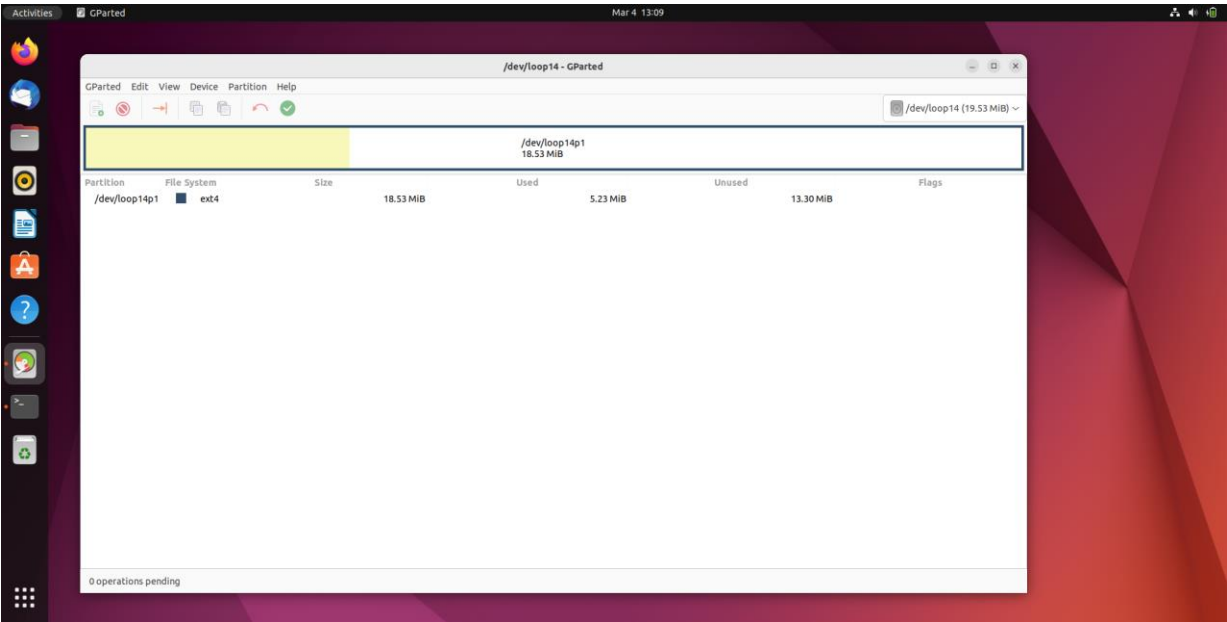 Activities GParted Mar 4 13:09
/dev/loop14 - GParted
GParted Edit View Device Partition Help
/dev/loop14 (19.53 MiB)
/dev/loop14p1
18.53 MiB
Partition File System Size Used Unused Flags
/dev/loop14p1 ext4 18.53 MiB 5.23 MiB 13.30 MiB
0 operations pending